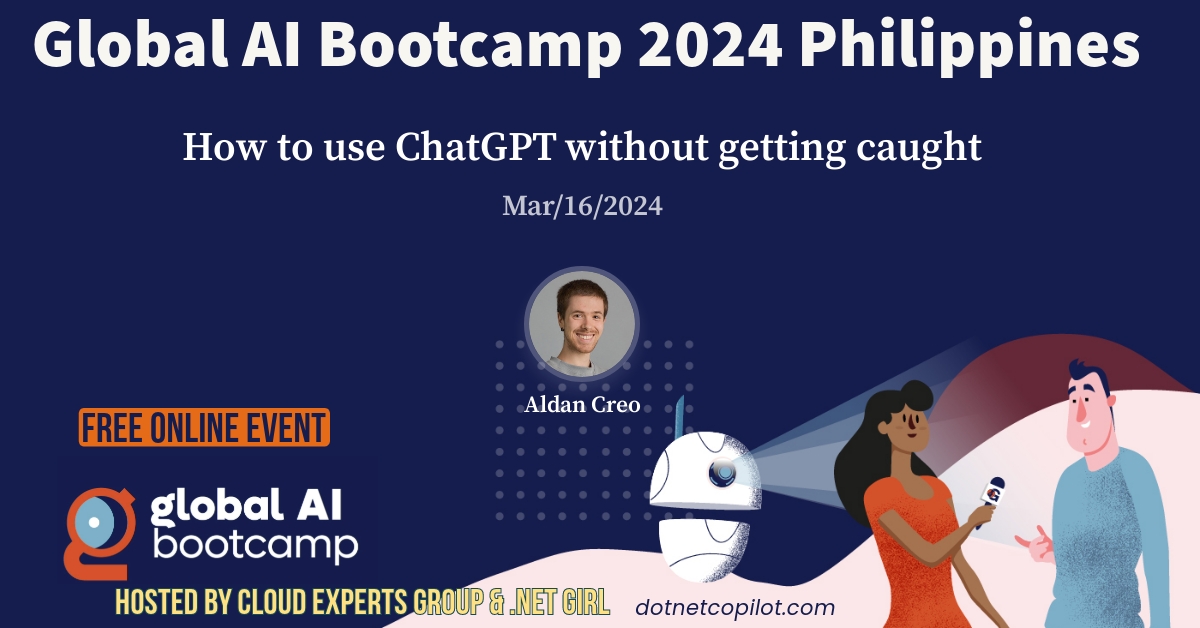 Global AI Bootcamp 2024 Philippines
How to use ChatGPT without getting caught
Mar/16/2024
Aldan Creo
FREE ONLINE EVENT
global AI
bootcamp
HOSTED BY CLOUD EXPERTS GROUP & .NET GIRL
dotnetcopilot.com